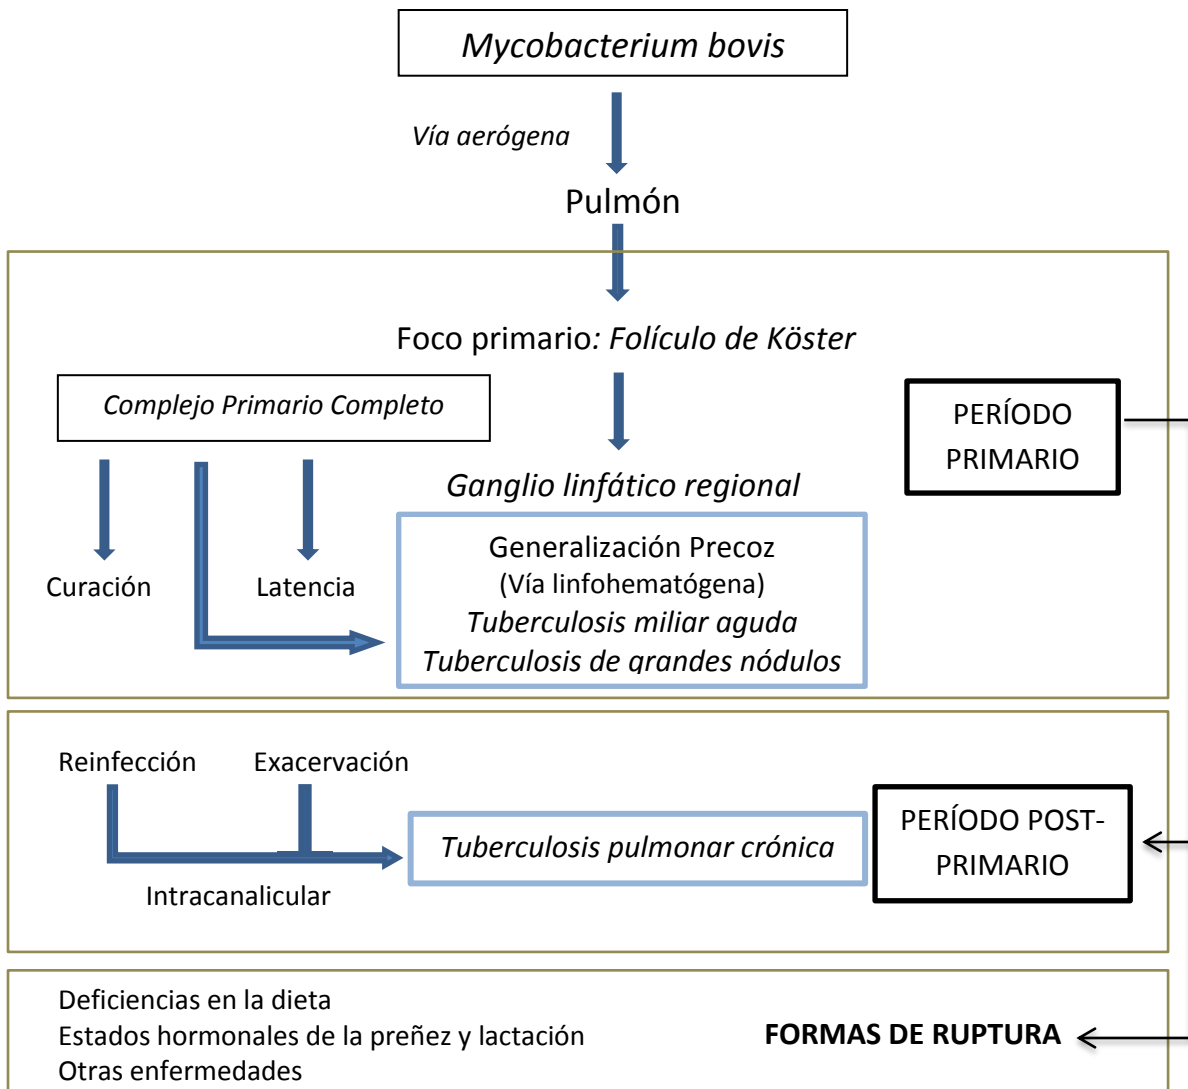 Mycobacterium bovis
Vía aerógena
Pulmón
Foco primario: Folículo de Köster
Complejo Primario Completo
PERÍODO
PRIMARIO
Ganglio linfático regional
Curación
Latencia
Generalización Precoz
(Vía linfohematógena)
Tuberculosis miliar aguda
Tuberculosis de grandes nódulos
Reinfección
Exacervación
Intracanalicular
Tuberculosis pulmonar crónica
PERÍODO POST-
PRIMARIO
Deficiencias en la dieta
Estados hormonales de la preñez y lactación
Otras enfermedades
FORMAS DE RUPTURA